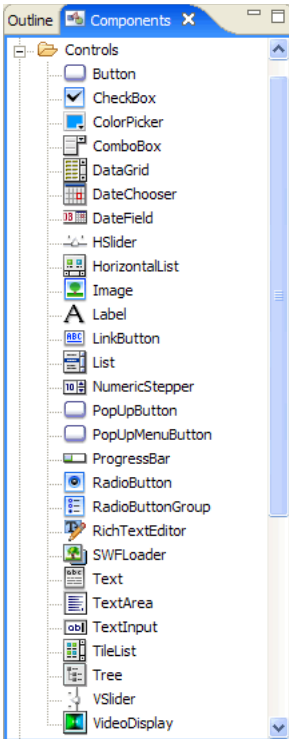 Outline Components
Controls
Button
CheckBox
ColorPicker
ComboBox
DataGrid
DateChooser
DateField
HSlider
HorizontalList
Image
Label
LinkButton
List
NumericStepper
PopUpButton
PopUpMenuButton
ProgressBar
RadioButton
RadioButtonGroup
RichTextEditor
SWFLoader
Text
TextArea
TextInput
TileList
Tree
VSlider
VideoDisplay